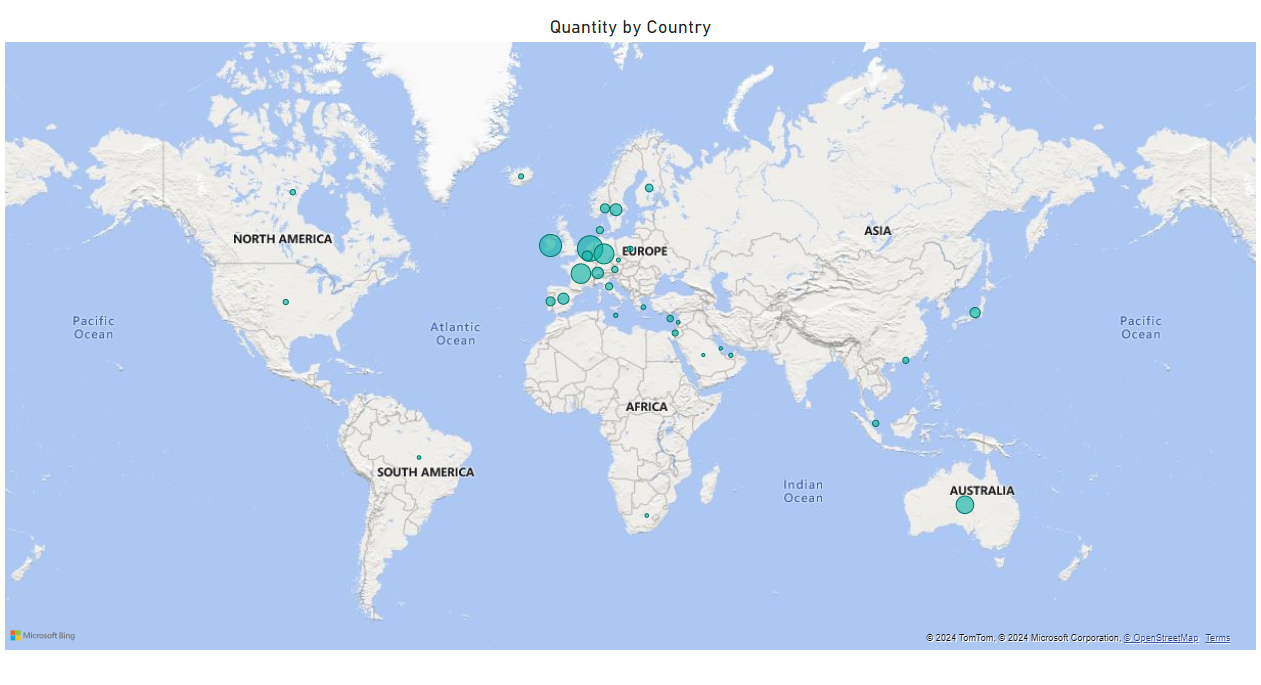 Quantity by Country
NORTH AMERICA
EUROPE
ASIA
Pacific
Ocean
Atlantic
Ocean
Pacific
Ocean
AFRICA
SOUTH AMERICA
Indian
Ocean
AUSTRALIA
Microsoft Bing
© 2024 TomTom, © 2024 Microsoft Corporation, © OpenStreetMap Terms